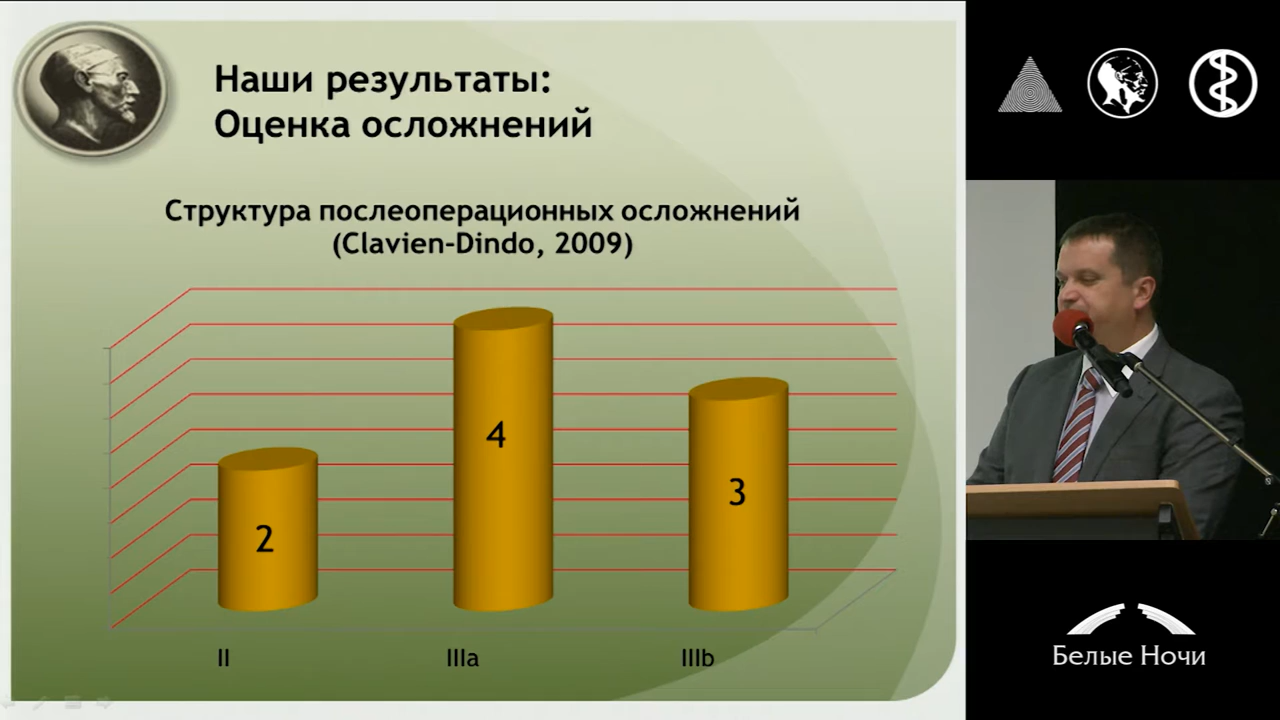 Наши результаты:
Оценка осложнений
Структура послеоперационных осложнений
(Clavien-Dindo, 2009)
2
4
3
II
IIIa
IIIb
Белые Ночи